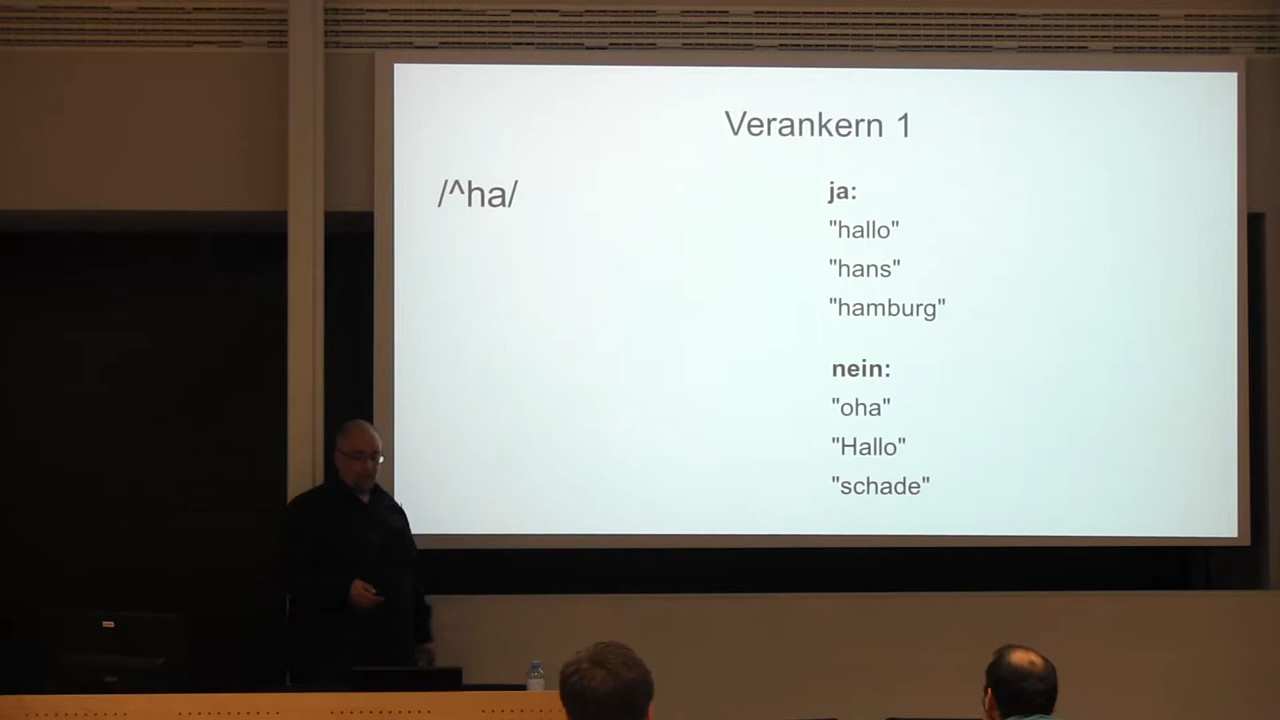 Verankern 1
/^ha/
ja:
"hallo"
"hans"
"hamburg"
nein:
"oha"
"Hallo"
"schade"